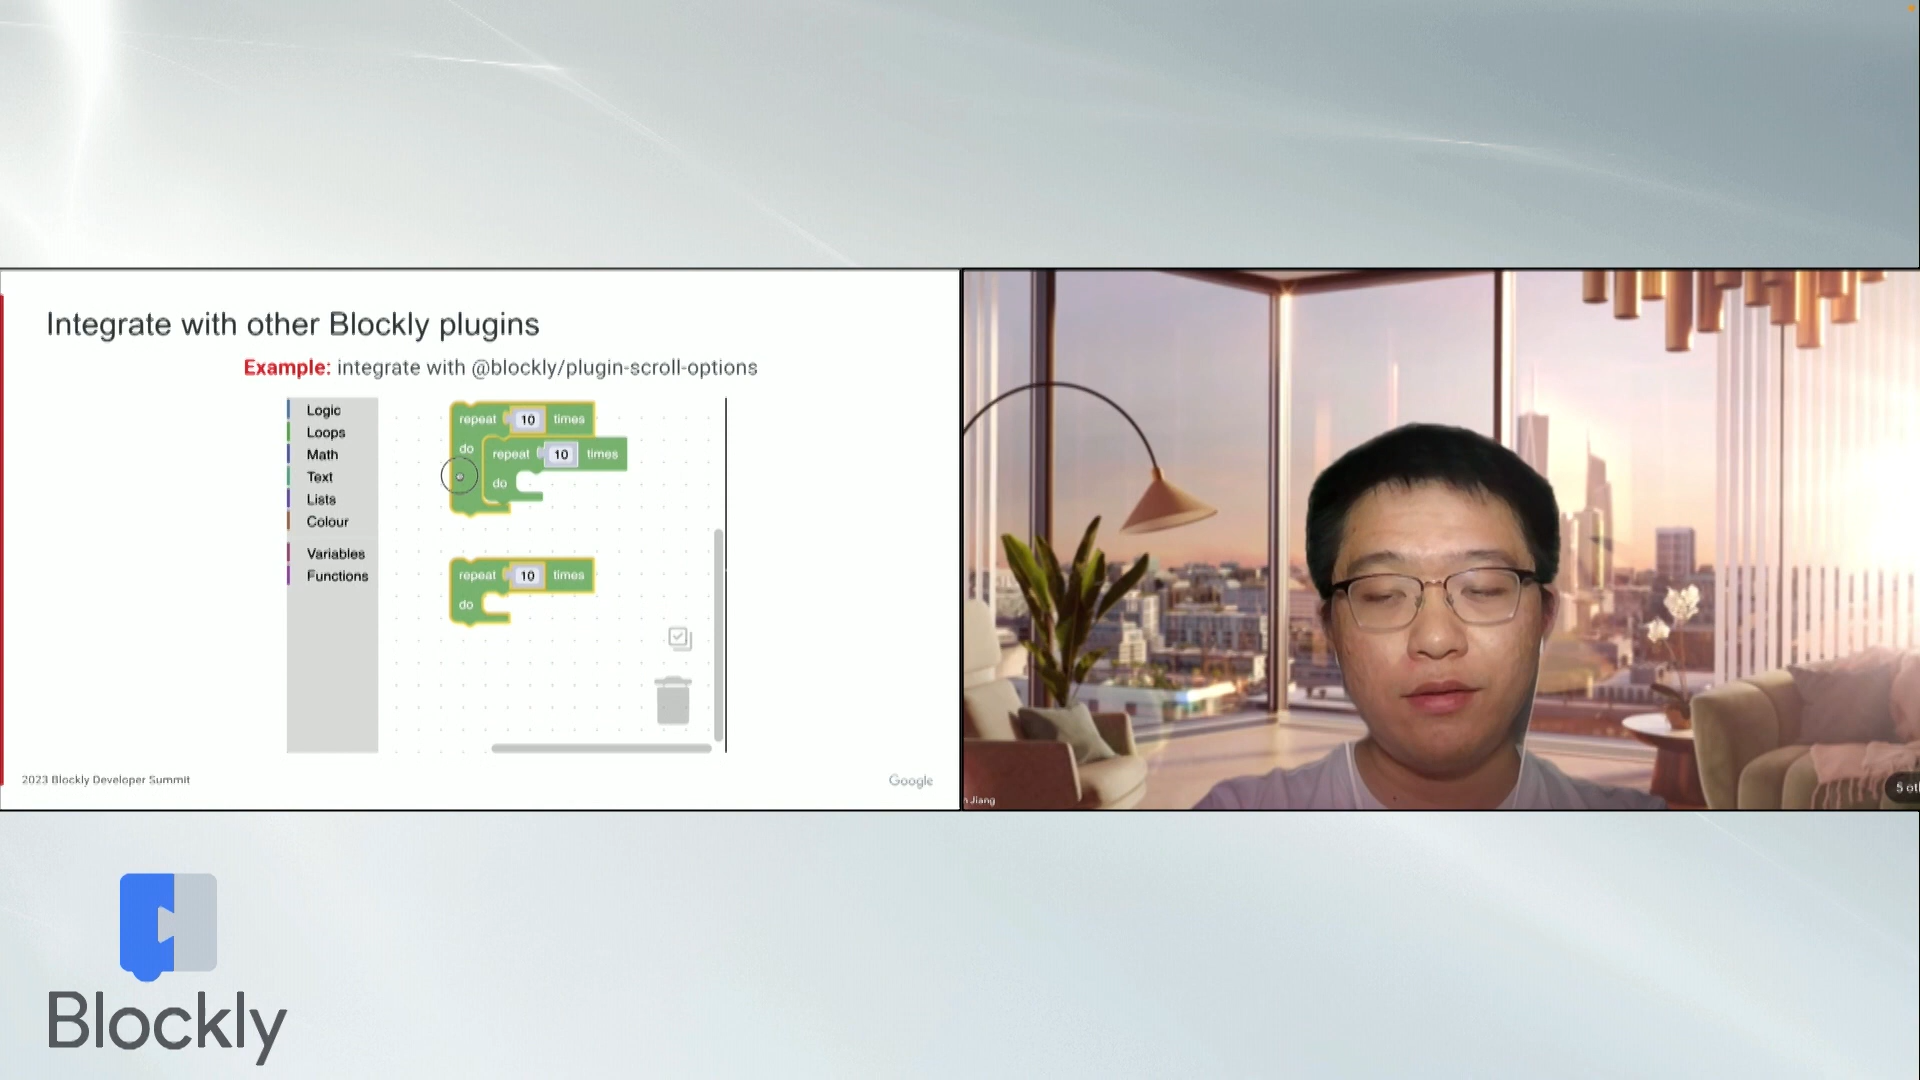 Integrate with other Blockly plugins
Example: integrate with @blockly/plugin-scroll-options
Logic
Loops
Math
Text
Lists
Colour
Variables
Functions
repeat 10 times
do
repeat 10 times
do
repeat 10 times
do
2023 Blockly Developer Summit
Google
Jiang
5 ot
Blockly